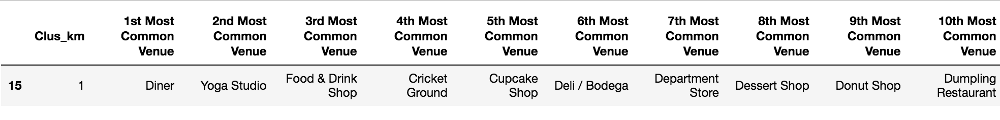 Clus_km
1st Most
Common
Venue
2nd Most
Common
Venue
3rd Most
Common
Venue
4th Most
Common
Venue
5th Most
Common
Venue
6th Most
Common
Venue
7th Most
Common
Venue
8th Most
Common
Venue
9th Most
Common
Venue
10th Most
Common
Venue
15
1
Diner
Yoga Studio
Food & Drink
Shop
Cricket
Ground
Cupcake
Shop
Deli / Bodega
Department
Store
Dessert Shop
Donut Shop
Dumpling
Restaurant